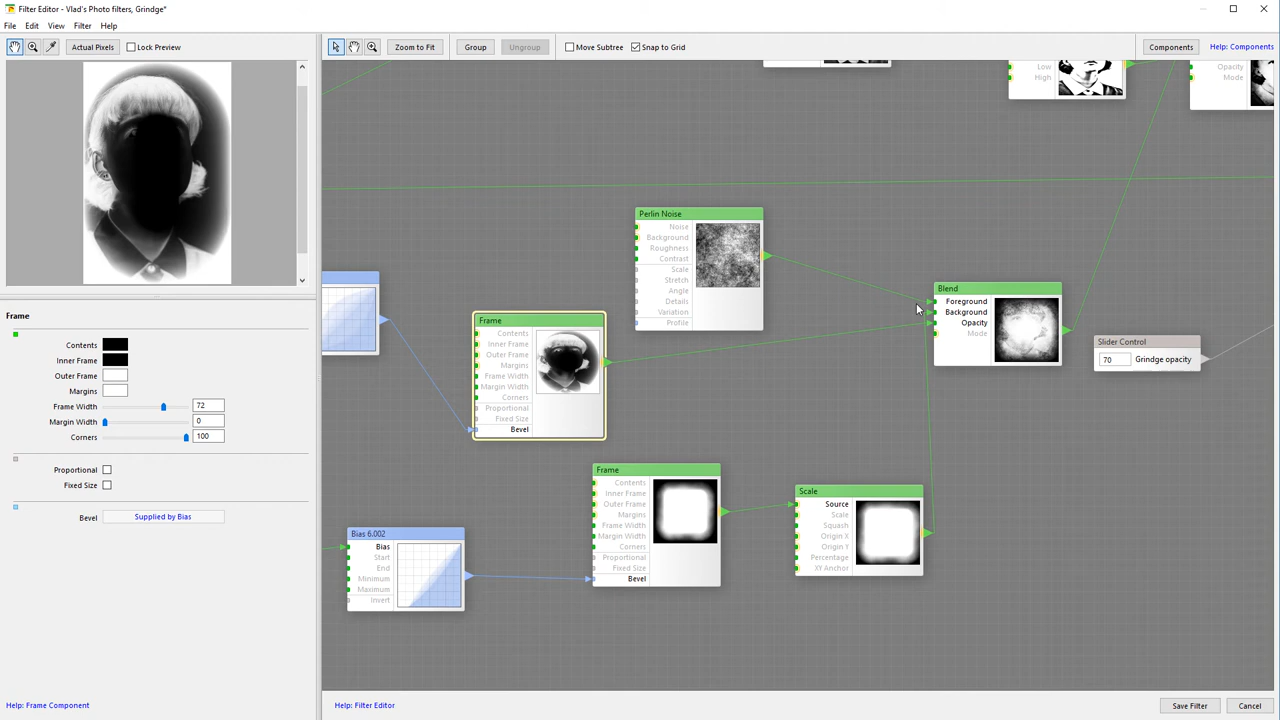 Filter Editor - Vlad's Photo filters, Grindge*
File Edit View Filter Help
Actual Pixels Lock Preview
Zoom to Fit Group Ungroup Move Subtree Snap to Grid Components Help: Components
Low
High
Opacity
Mode
Perlin Noise
Noise
Background
Roughness
Contrast
Scale
Stretch
Angle
Details
Variation
Profile
Blend
Foreground
Background
Opacity
Mode
Slider Control
70 Grindge opacity
Frame
Contents
Inner Frame
Outer Frame
Margins
Frame Width
Margin Width
Corners
Proportional
Fixed Size
Bevel
Frame
Contents
Inner Frame
Outer Frame
Margins
Frame Width 72
Margin Width 0
Corners 100
Proportional
Fixed Size
Bevel Supplied by Bias
Frame
Contents
Inner Frame
Outer Frame
Margins
Frame Width
Margin Width
Corners
Proportional
Fixed Size
Bevel
Scale
Source
Scale
Squash
Origin X
Origin Y
Percentage
XY Anchor
Bias 6.002
Bias
Start
End
Minimum
Maximum
Invert
Help: Frame Component Help: Filter Editor Save Filter Cancel